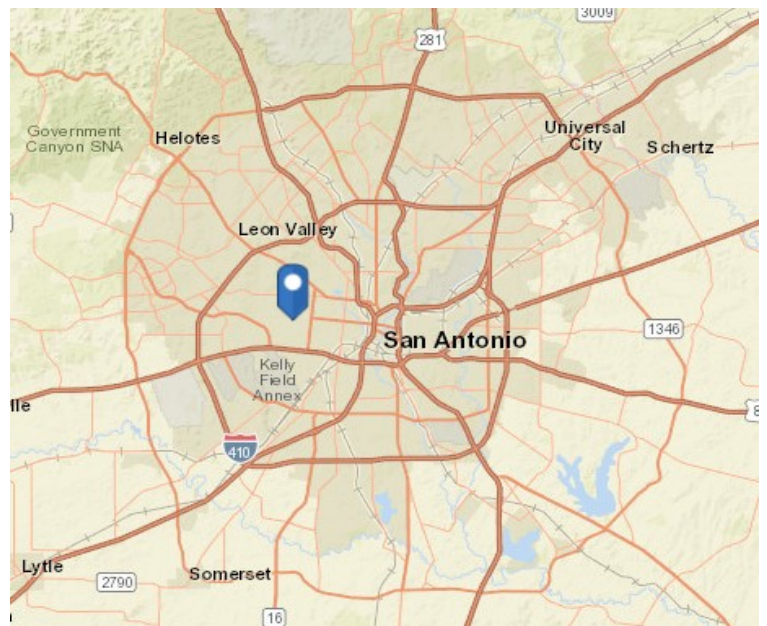 3009
281
Government
Canyon SNA
Helotes
Universal
City
Schertz
Leon Valley
San Antonio
1346
Kelly
Field
Annex
lle
8
410
Lytle
2790
Somerset
16